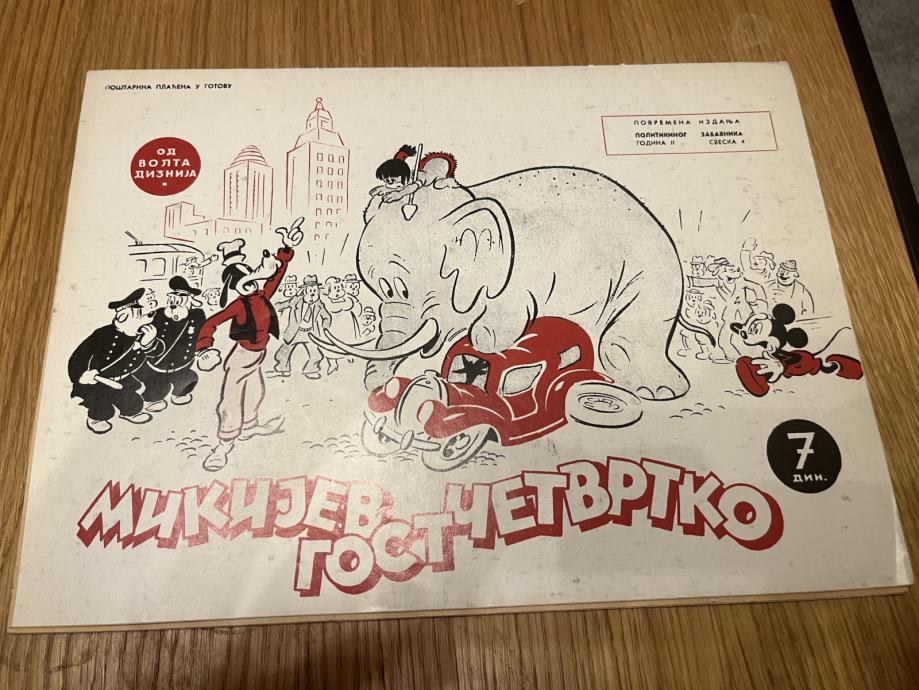 ПОШТАРИНА ПЛАЋЕНА У ГОТОВУ
ПОВРЕМЕНА ИЗДАЊА
ПОЛИТИКИНОГ ЗАБАВНИКА
ГОДИНА II СВЕСКА 4
ОД
ВОЛТА
ДИЗНИЈА
7
ДИН.
МИКИЈЕВ
ГОСТ ЧЕТВРТКО